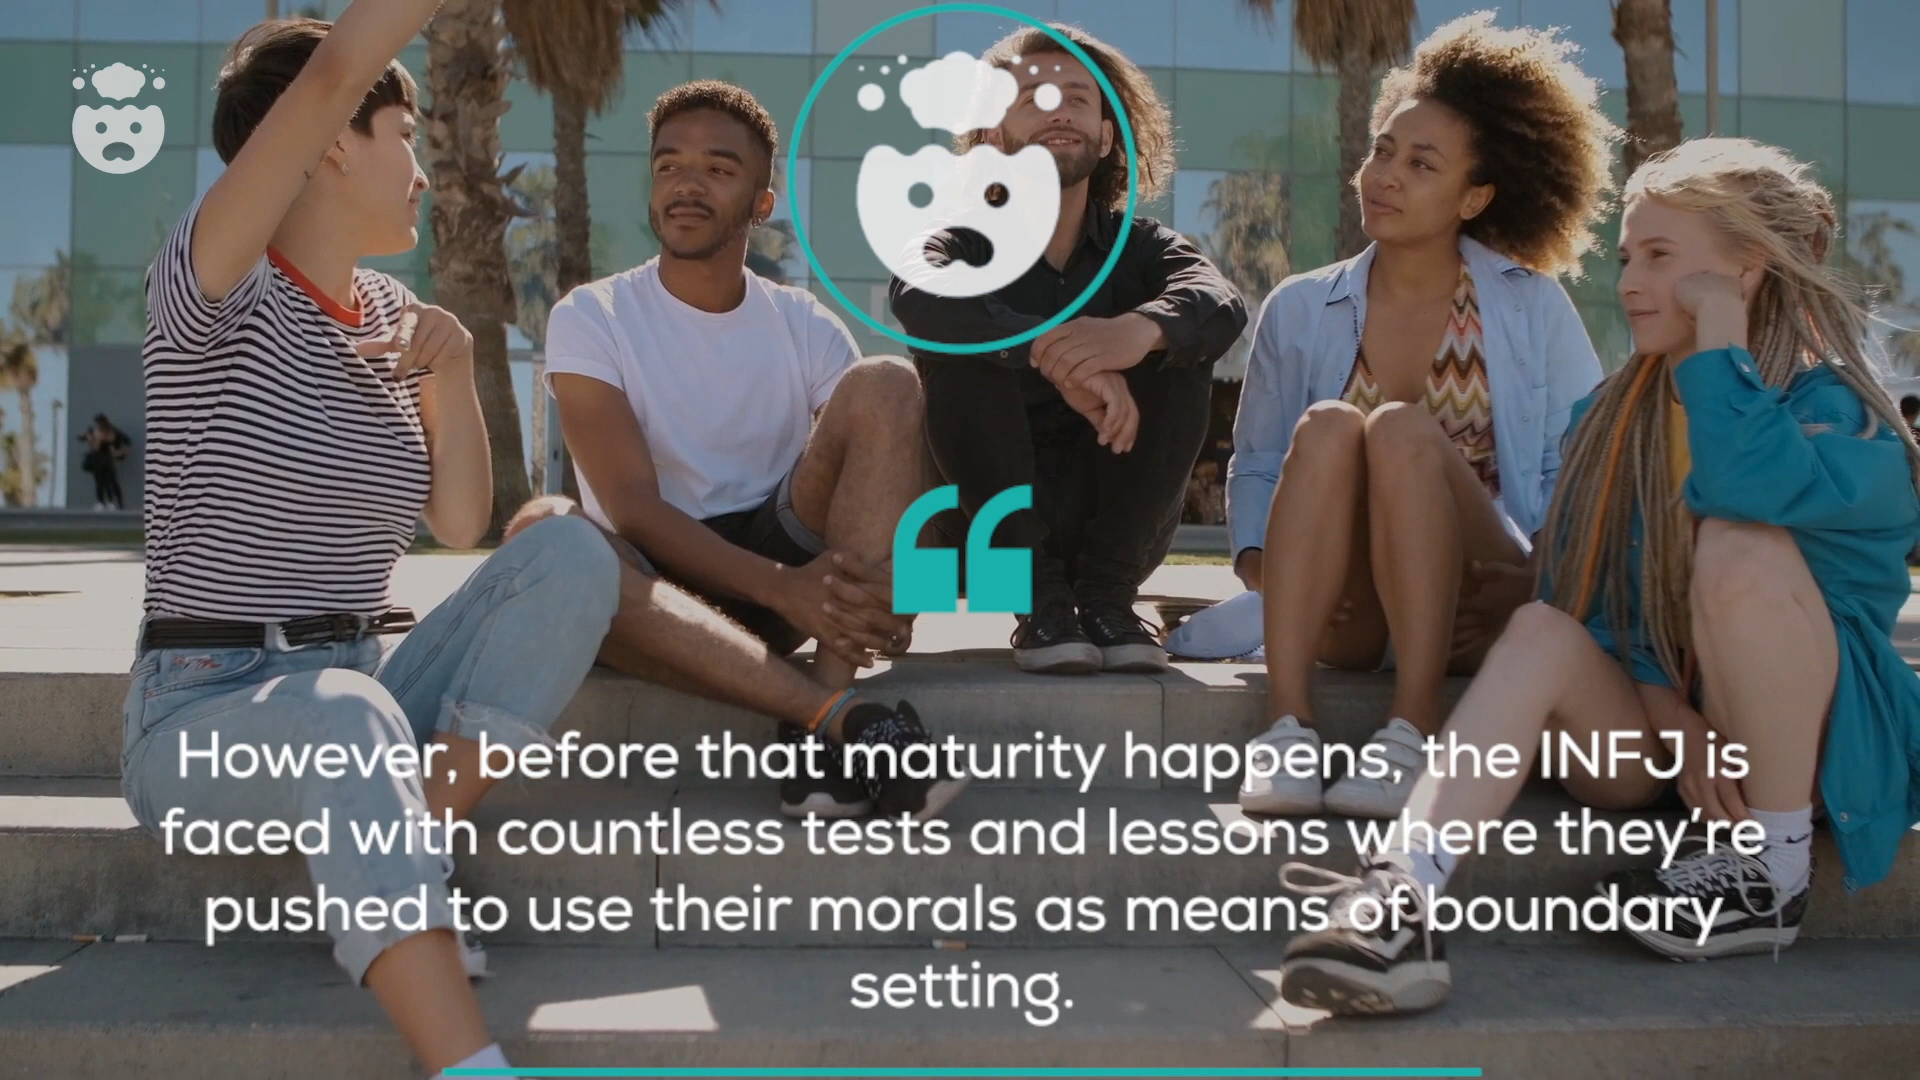 However, before that maturity happens, the INFJ is
faced with countless tests and lessons where they're
pushed to use their morals as means of boundary
setting.